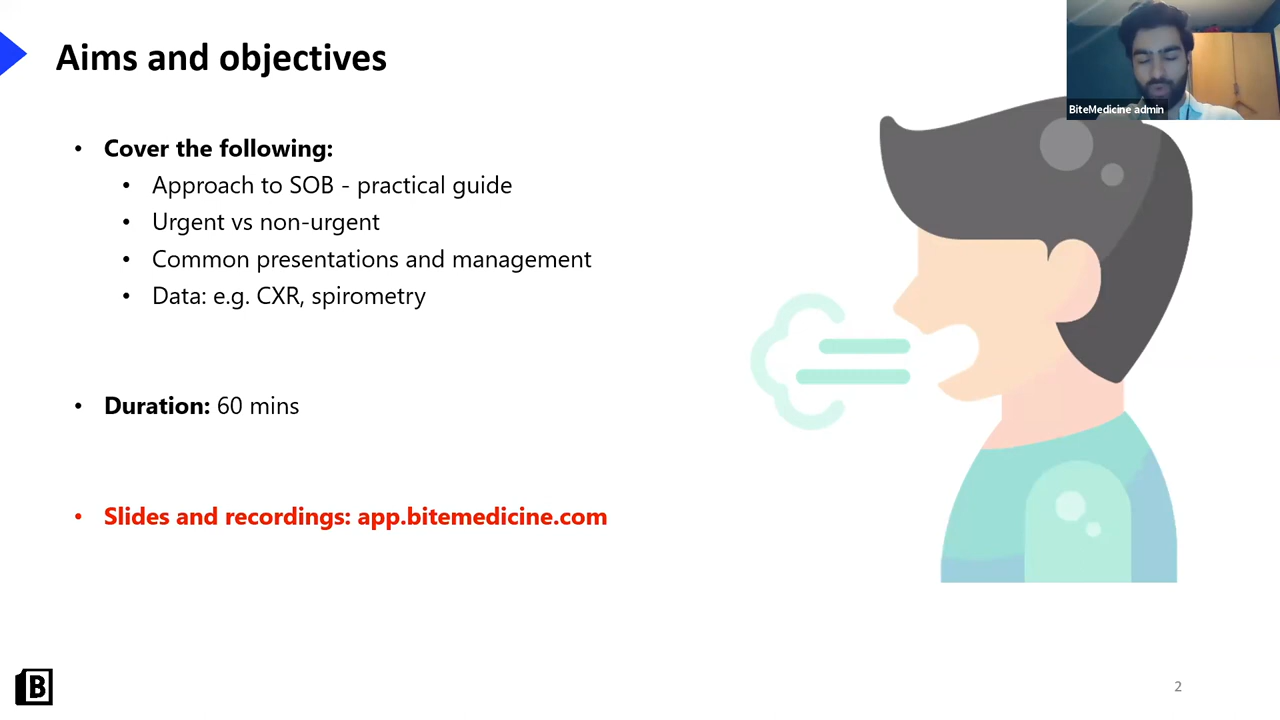 Aims and objectives
BiteMedicine admin
• Cover the following:
• Approach to SOB - practical guide
• Urgent vs non-urgent
• Common presentations and management
• Data: e.g. CXR, spirometry
• Duration: 60 mins
• Slides and recordings: app.bitemedicine.com
B
2